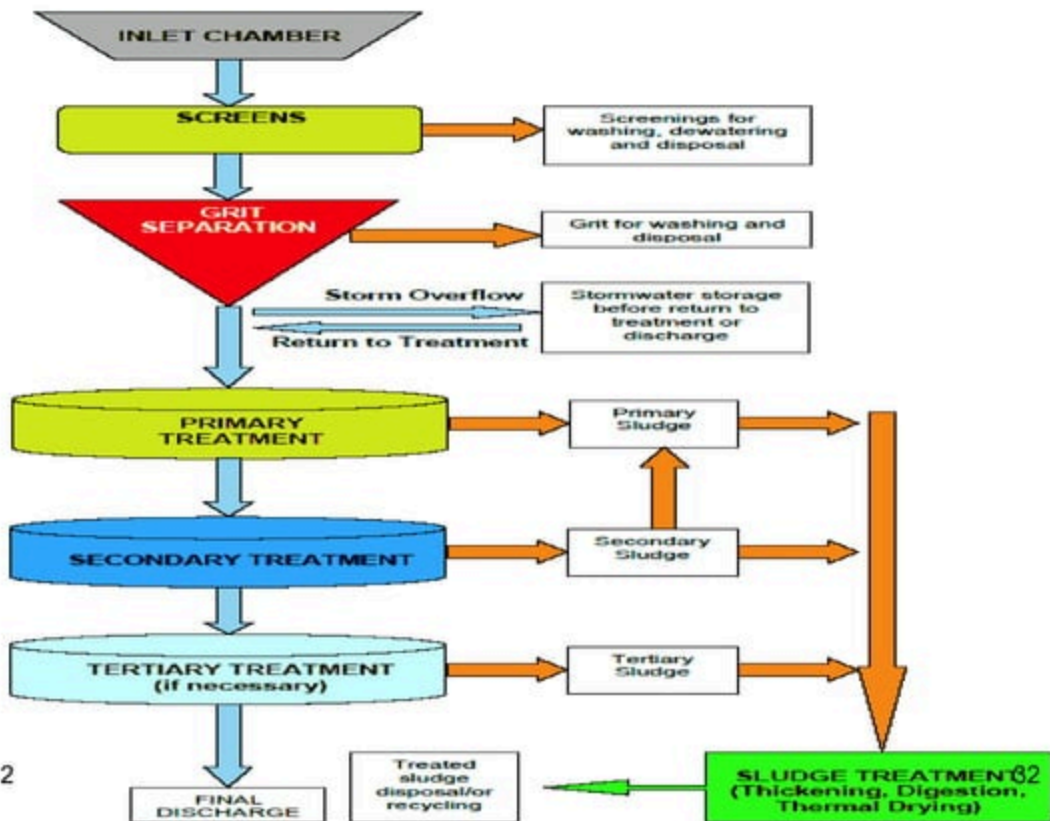 INLET CHAMBER
SCREENS
Screenings for
washing, dewatering
and disposal
GRIT
SEPARATION
Grit for washing and
disposal
Storm Overflow
Return to Treatment
Stormwater storage
before return to
treatment or
discharge
PRIMARY
TREATMENT
Primary
Sludge
SECONDARY TREATMENT
Secondary
Sludge
TERTIARY TREATMENT
(if necessary)
Tertiary
Sludge
2
FINAL
DISCHARGE
Treated
sludge
disposal/or
recycling
SLUDGE TREATMENT
(Thickening, Digestion,
Thermal Drying)
32